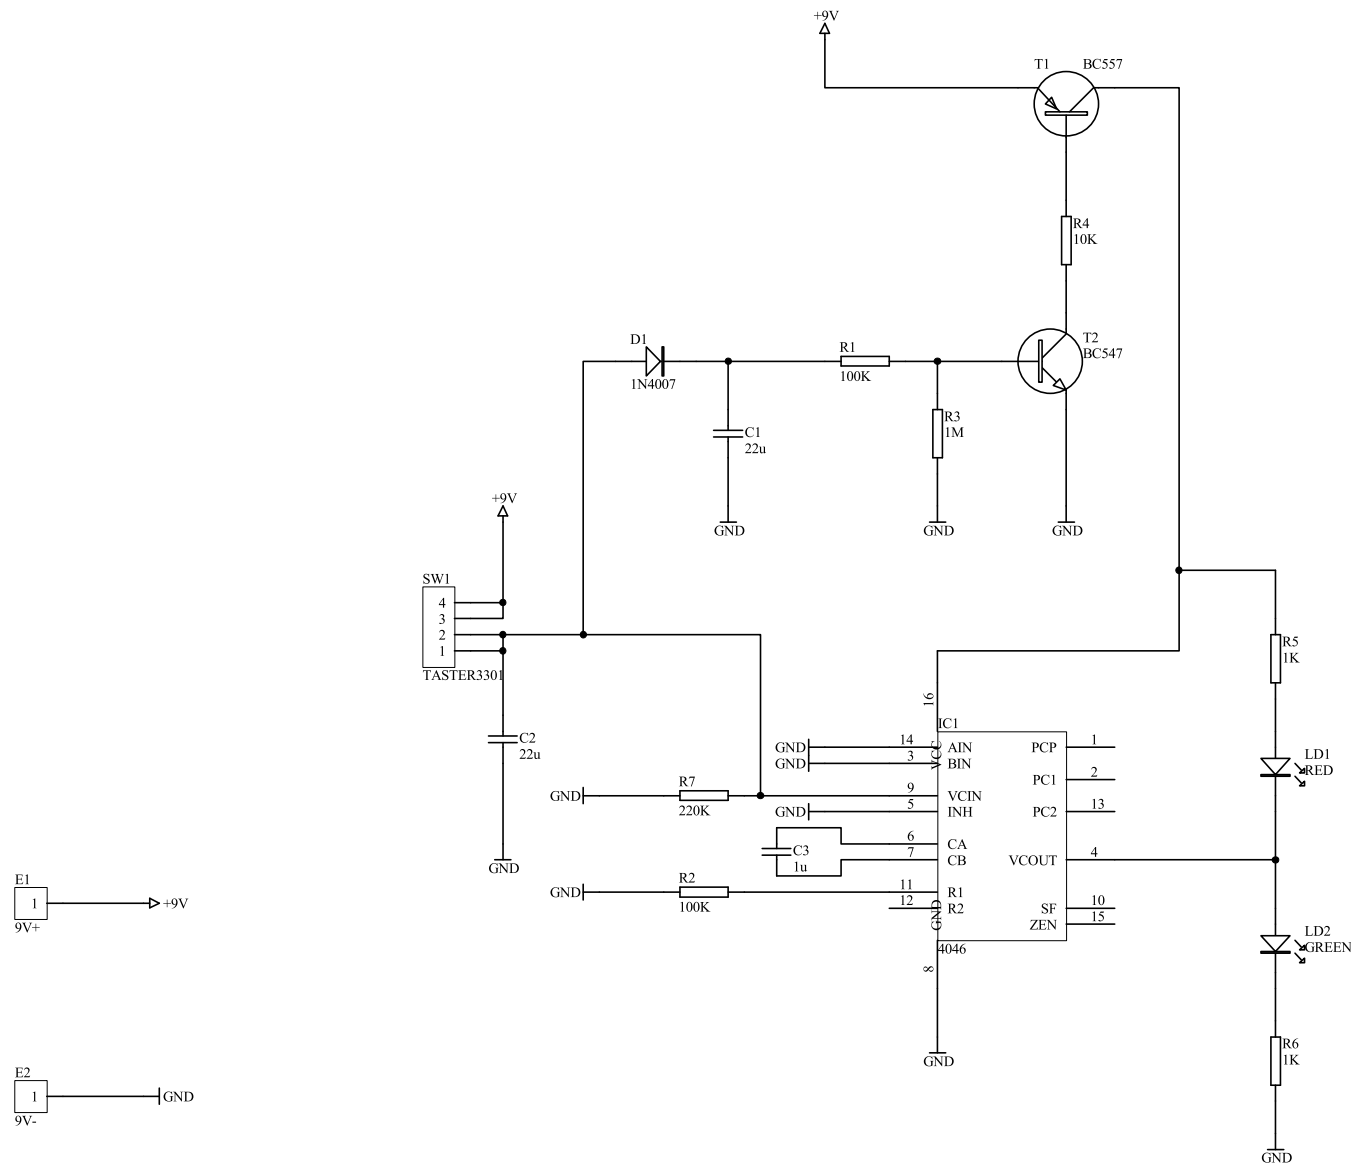 +9V
T1 BC557
R4
10K
D1
1N4007
R1
100K
T2
BC547
R3
1M
C1
22u
GND
GND
GND
+9V
SW1
4
3
2
1
TASTER3301
C2
22u
GND
R5
1K
16
IC1
VCC
GND 14 AIN
GND 3 BIN
GND R7 220K
9 VCIN
GND 5 INH
6 CA
7 CB
C3
1u
GND R2 100K
11 R1
12 R2
GND
PCP 1
PC1 2
PC2 13
VCOUT 4
SF 10
ZEN 15
4046
8
GND
LD1
RED
LD2
GREEN
R6
1K
GND
E1
1 +9V
9V+
E2
1 GND
9V-